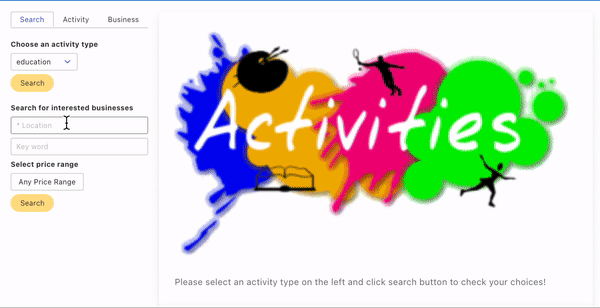 Search Activity Business
Choose an activity type
education
Search
Search for interested businesses
* Location
Key word
Select price range
Any Price Range
Search
Activities
Please select an activity type on the left and click search button to check your choices!